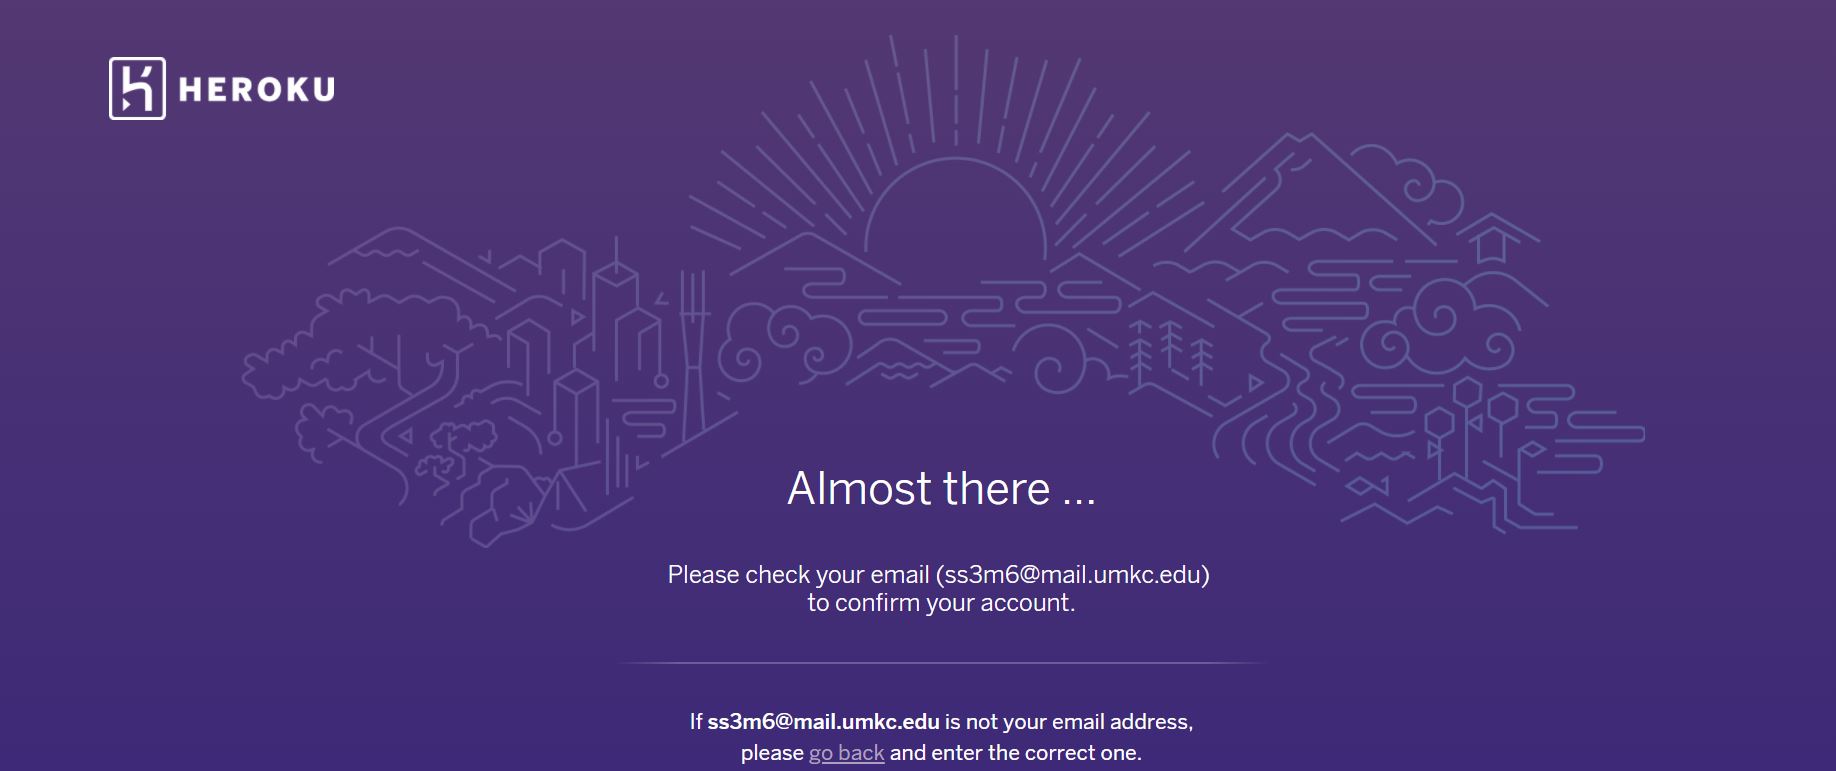 HEROKU
Almost there ...
Please check your email (ss3m6@mail.umkc.edu)
to confirm your account.
If ss3m6@mail.umkc.edu is not your email address,
please go back and enter the correct one.